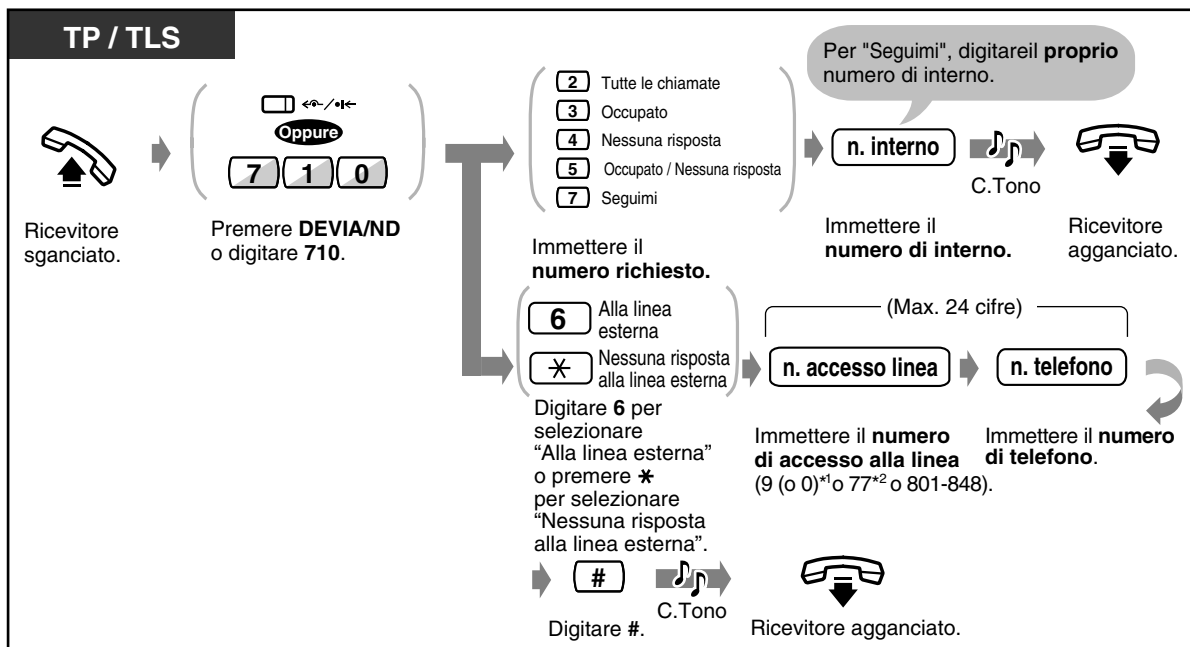 TP / TLS
Per "Seguimi", digitareil proprio
numero di interno.
Oppure
7 1 0
2 Tutte le chiamate
3 Occupato
4 Nessuna risposta
5 Occupato / Nessuna risposta
7 Seguimi
n. interno
C.Tono
Ricevitore
sganciato.
Premere DEVIA/ND
o digitare 710.
Immettere il
numero richiesto.
Immettere il
numero di interno.
Ricevitore
agganciato.
6 Alla linea
esterna
* Nessuna risposta
alla linea esterna
(Max. 24 cifre)
n. accesso linea
n. telefono
Digitare 6 per
selezionare
“Alla linea esterna”
o premere *
per selezionare
“Nessuna risposta
alla linea esterna”.
Immettere il numero
di accesso alla linea
(9 (o 0)*1 o 77*2 o 801-848).
Immettere il numero
di telefono.
#
C.Tono
Digitare #.
Ricevitore agganciato.